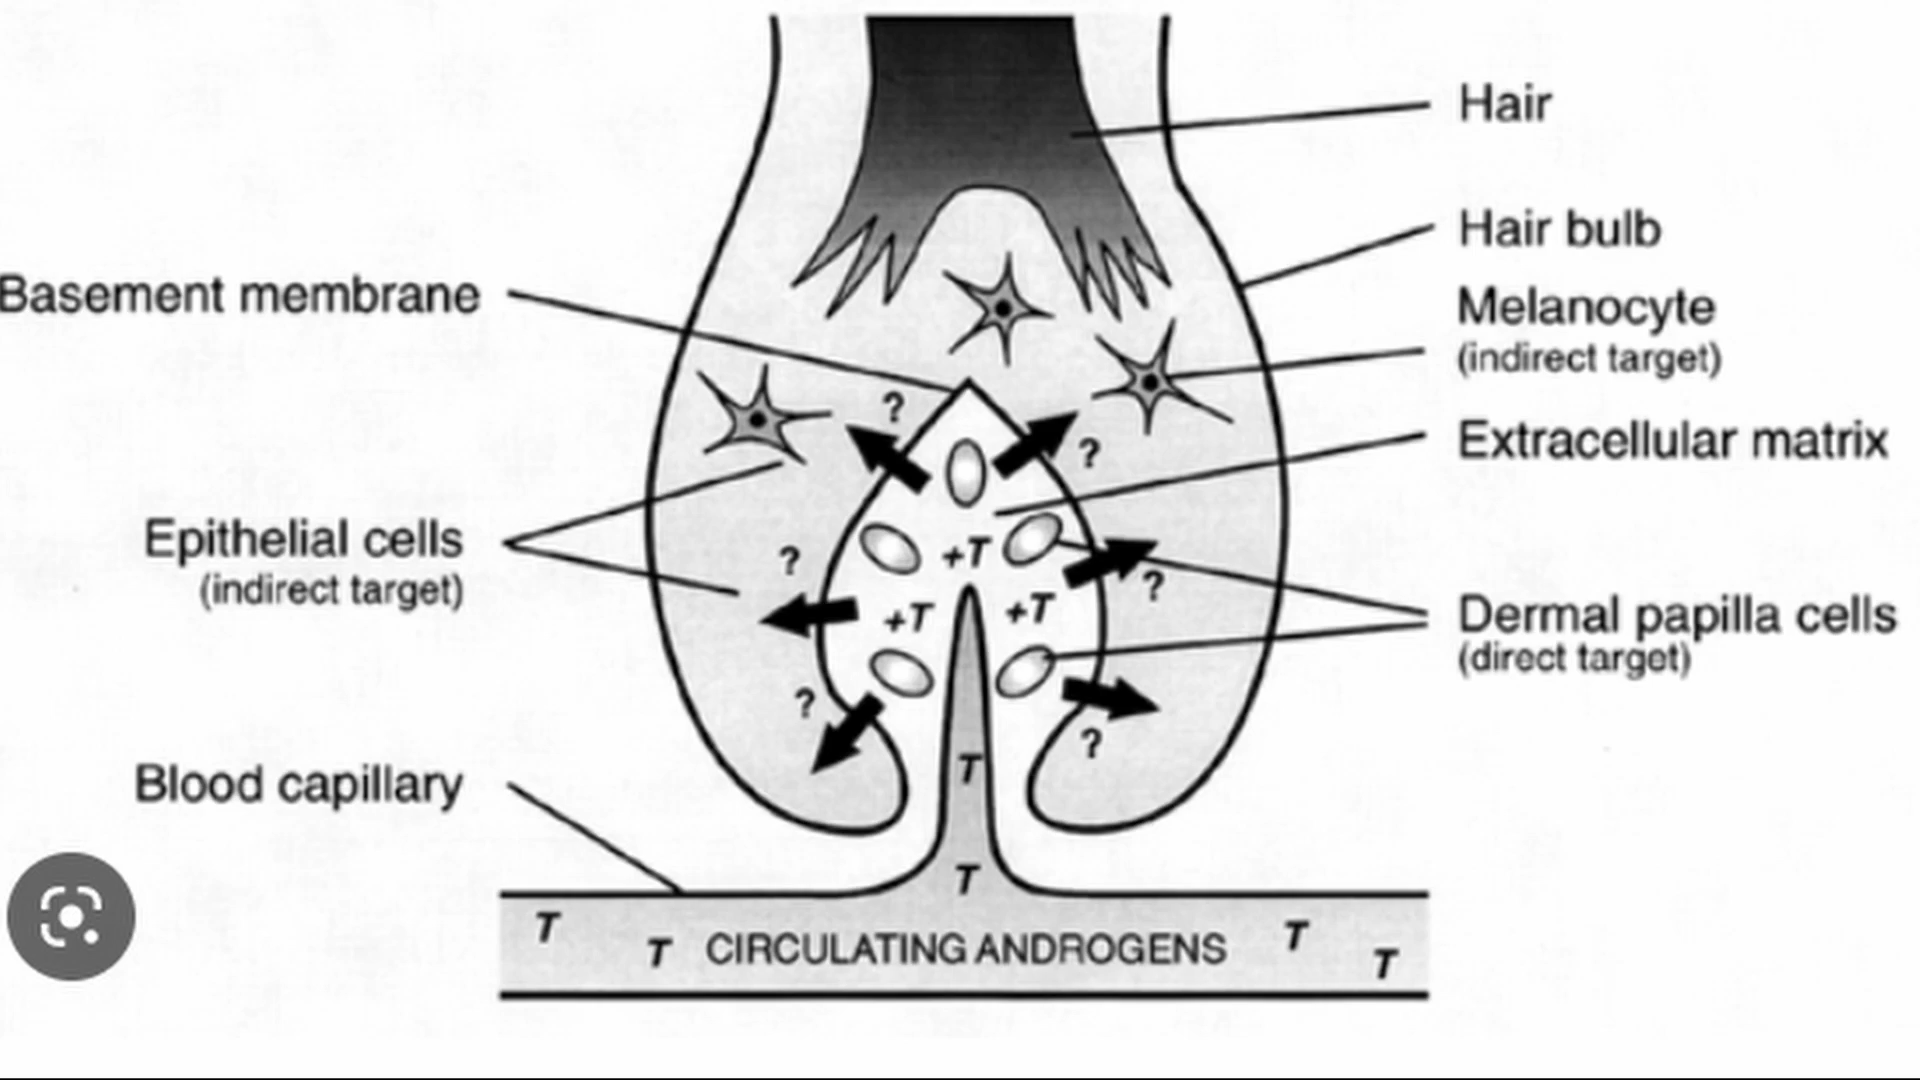 Hair
Hair bulb
Basement membrane
Melanocyte
(indirect target)
?
?
Extracellular matrix
Epithelial cells
(indirect target)
?
+T
?
+T
+T
Dermal papilla cells
(direct target)
?
?
Blood capillary
T
T
T
T
CIRCULATING ANDROGENS
T
T